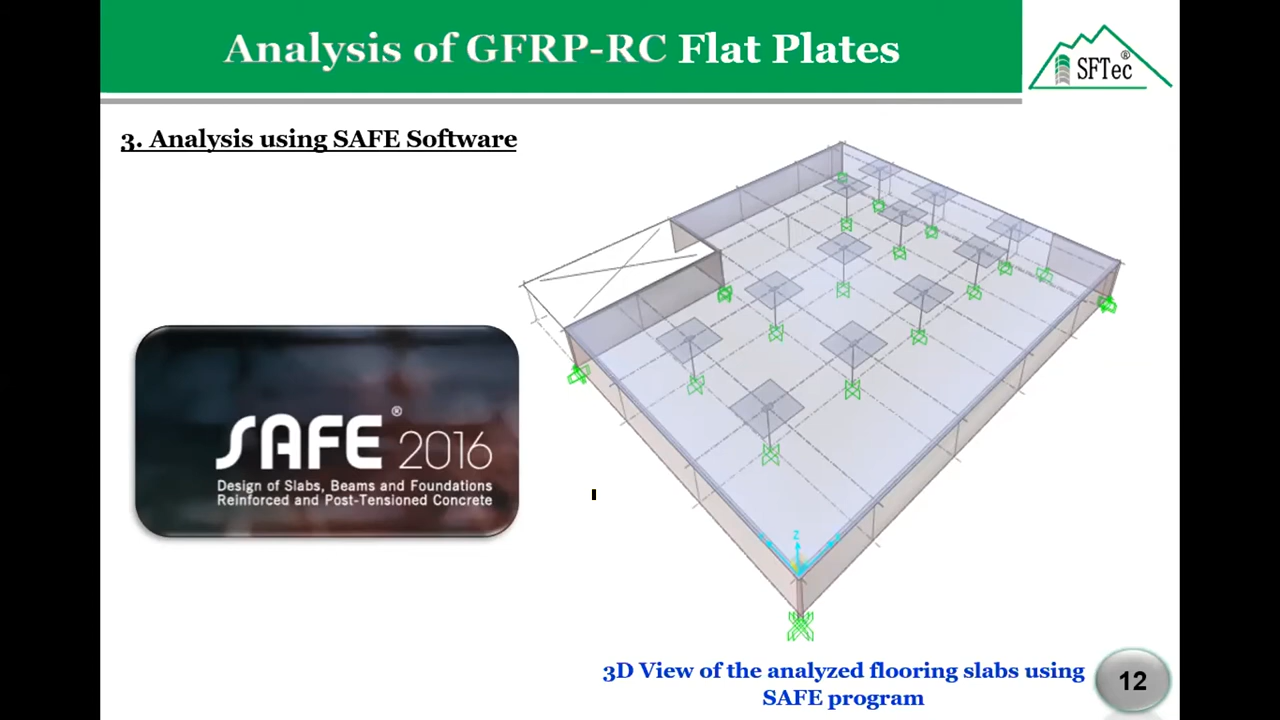 Analysis of GFRP-RC Flat Plates
SFTec®
3. Analysis using SAFE Software
SAFE® 2016
Design of Slabs, Beams and Foundations
Reinforced and Post-Tensioned Concrete
Z
3D View of the analyzed flooring slabs using
SAFE program
12